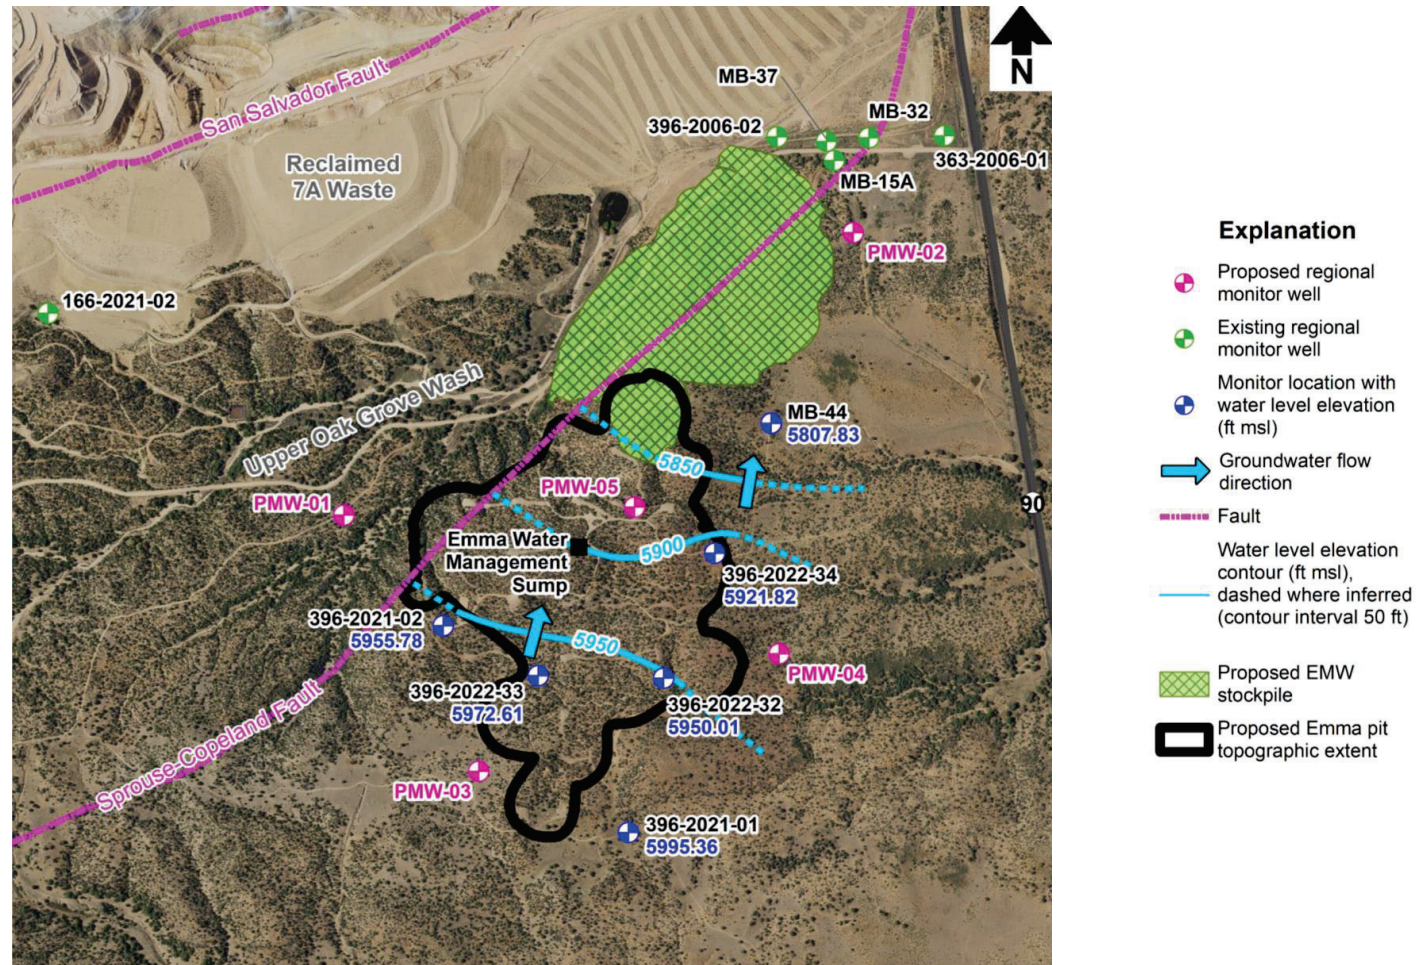 N
MB-37
MB-32
396-2006-02
363-2006-01
San Salvador Fault
Reclaimed
7A Waste
MB-15A
PMW-02
166-2021-02
Upper Oak Grove Wash
MB-44
5807.83
5850
PMW-05
PMW-01
90
Emma Water
Management
Sump
5900
396-2022-34
5921.82
396-2021-02
5955.78
5950
PMW-04
396-2022-33
5972.61
396-2022-32
5950.01
Sprouse-Copeland Fault
PMW-03
396-2021-01
5995.36
Explanation
Proposed regional
monitor well
Existing regional
monitor well
Monitor location with
water level elevation
(ft msl)
Groundwater flow
direction
Fault
Water level elevation
contour (ft msl),
dashed where inferred
(contour interval 50 ft)
Proposed EMW
stockpile
Proposed Emma pit
topographic extent